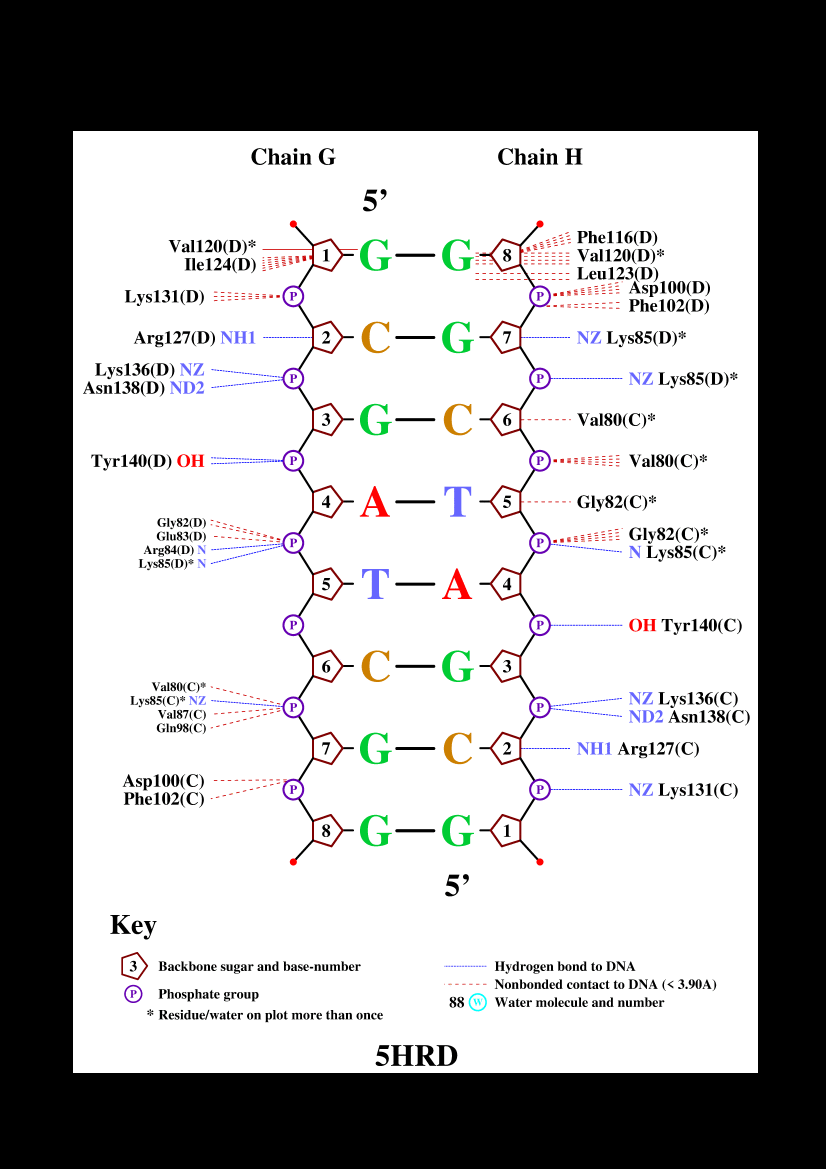 Chain G Chain H
5’
Val120(D)* 1 G G 8 Phe116(D)
Ile124(D) Val120(D)*
Leu123(D)
Lys131(D) P P Asp100(D)
Phe102(D)
Arg127(D) NH1 2 C G 7 NZ Lys85(D)*
Lys136(D) NZ P P NZ Lys85(D)*
Asn138(D) ND2
3 G C 6 Val80(C)*
Tyr140(D) OH P P Val80(C)*
4 A T 5 Gly82(C)*
Gly82(D)
Glu83(D) P P Gly82(C)*
Arg84(D) N N Lys85(C)*
Lys85(D)* N
5 T A 4
P P OH Tyr140(C)
6 C G 3
Val80(C)*
Lys85(C)* NZ P P NZ Lys136(C)
Val87(C) ND2 Asn138(C)
Gln98(C)
7 G C 2 NH1 Arg127(C)
Asp100(C) P P NZ Lys131(C)
Phe102(C)
8 G G 1
5’
Key
3 Backbone sugar and base-number
P Phosphate group
* Residue/water on plot more than once
Hydrogen bond to DNA
Nonbonded contact to DNA (< 3.90A)
88 W Water molecule and number
5HRD